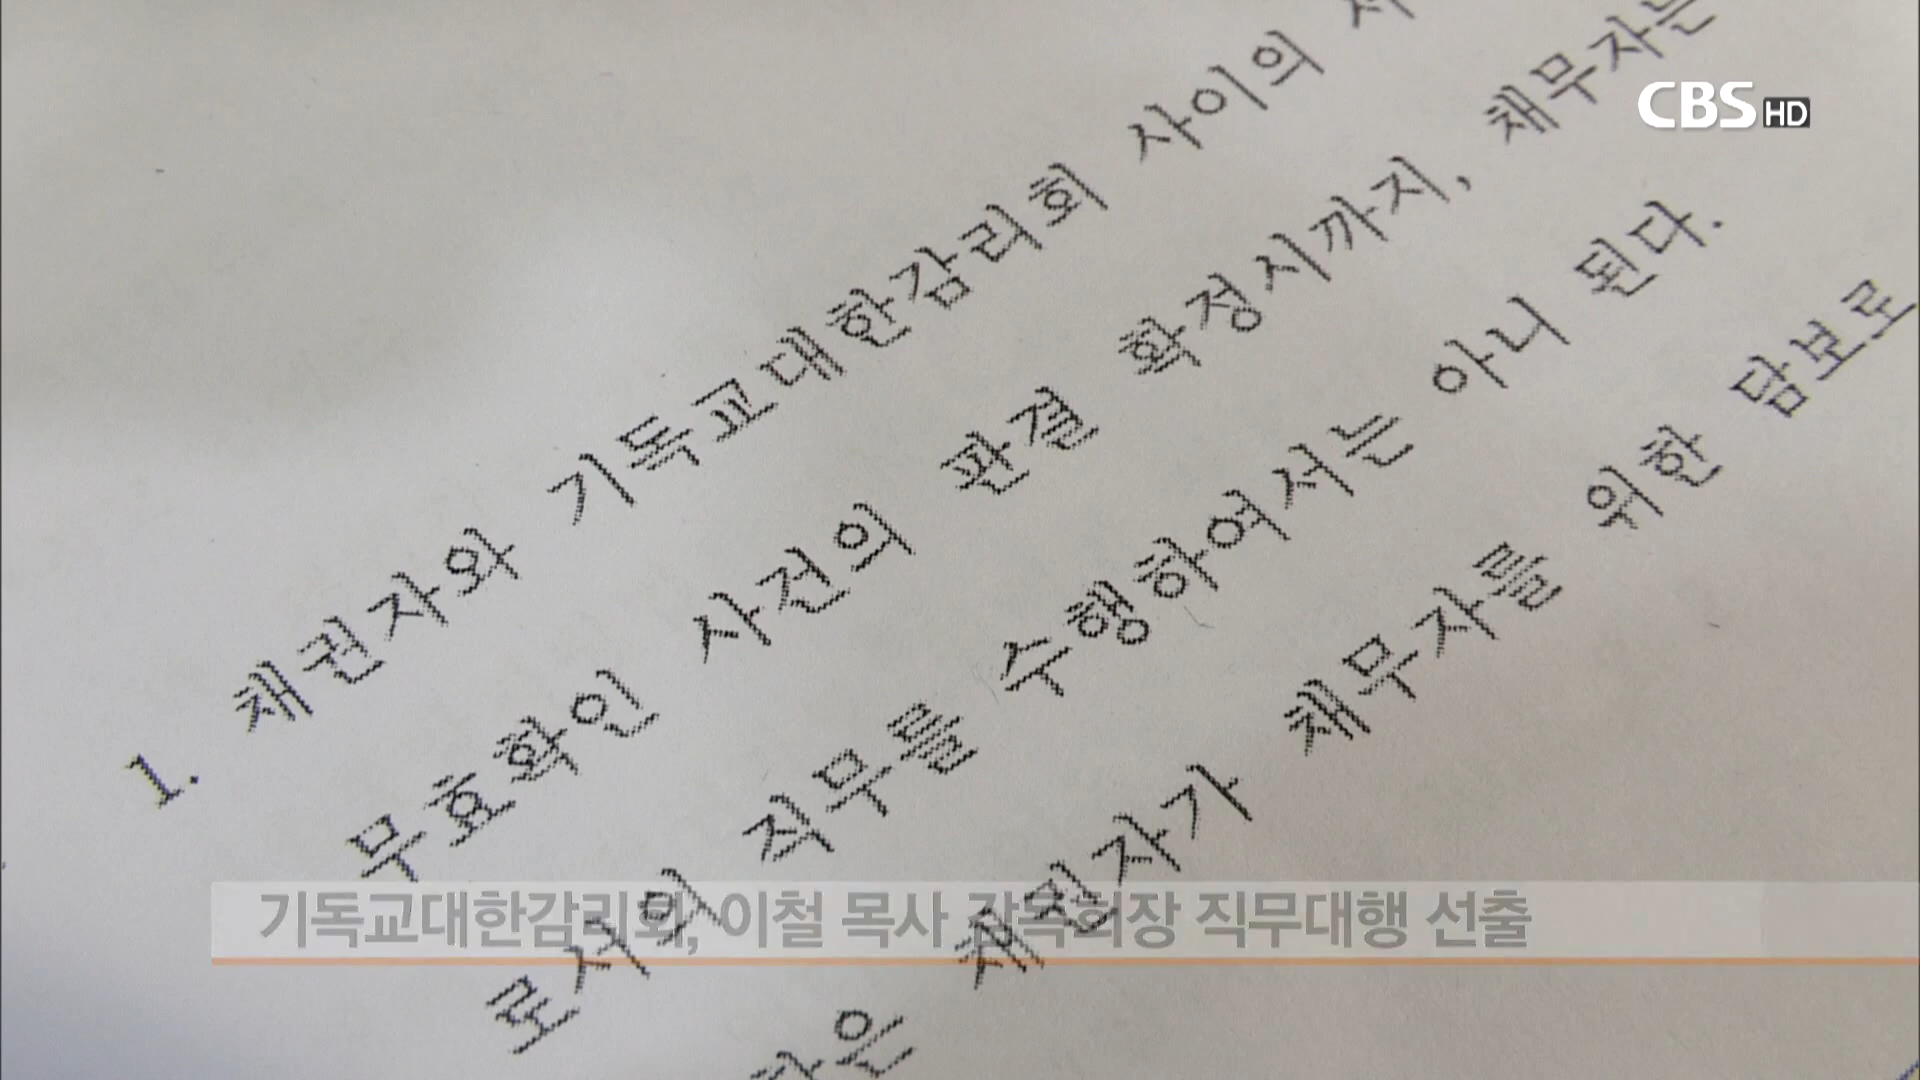 CBS HD
1. 채권자와 기독교대한감리회 사이의
무효확인 사건의 판결 확정시까지, 채무자는
로서의 직무를 수행하여서는 아니 된다.
채권자가 채무자를 위한 담보로
기독교대한감리회, 이철 목사 감독회장 직무대행 선출